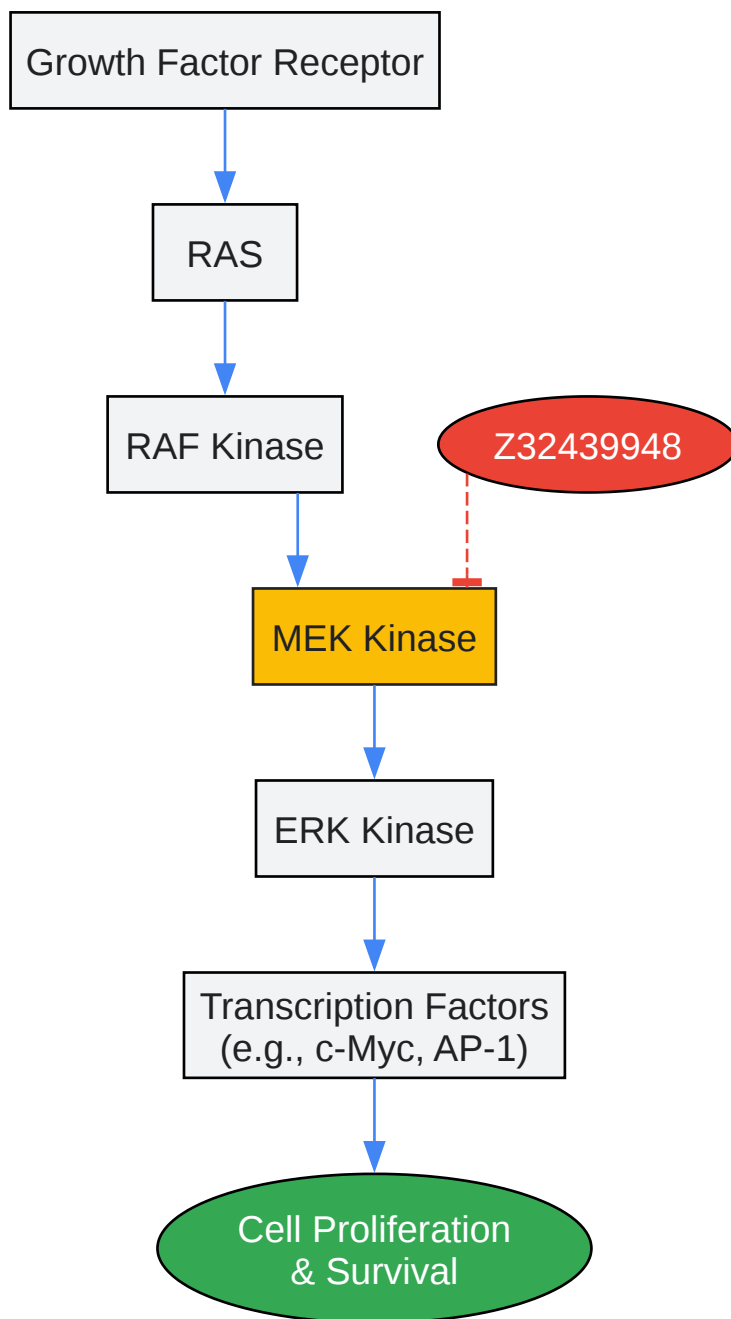 Growth Factor Receptor
RAS
RAF Kinase
Z32439948
MEK Kinase
ERK Kinase
Transcription Factors
(e.g., c-Myc, AP-1)
Cell Proliferation
& Survival